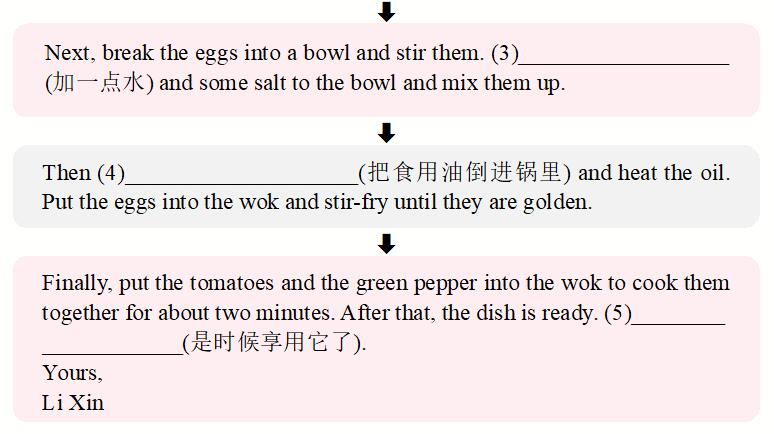 Next, break the eggs into a bowl and stir them. (3)___________________
(加一点水) and some salt to the bowl and mix them up.
Then (4)_____________________(把食用油倒进锅里) and heat the oil.
Put the eggs into the wok and stir-fry until they are golden.
Finally, put the tomatoes and the green pepper into the wok to cook them
together for about two minutes. After that, the dish is ready. (5)________
____________(是时候享用它了).
Yours,
Li Xin